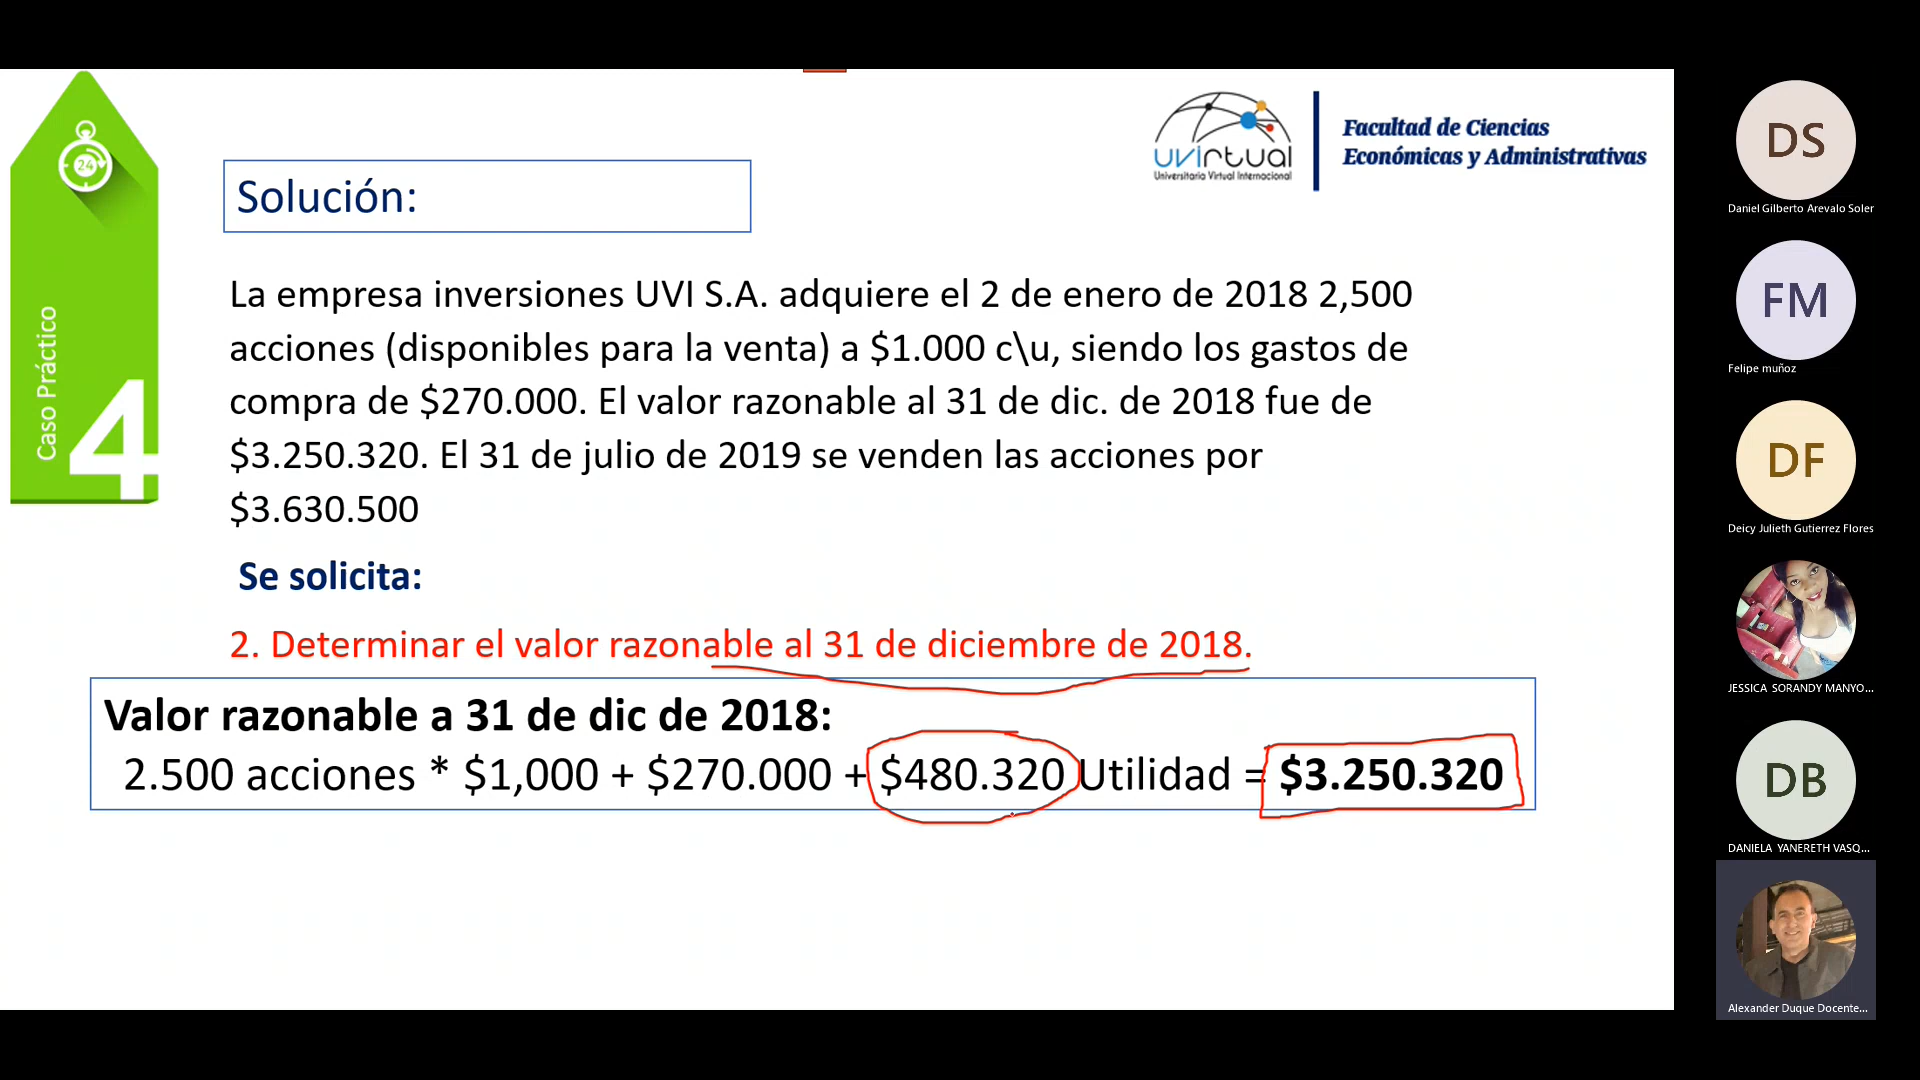 24
Caso Práctico
4
uvirtual
Universitaria Virtual Internacional
Facultad de Ciencias
Económicas y Administrativas
Solución:
La empresa inversiones UVI S.A. adquiere el 2 de enero de 2018 2,500
acciones (disponibles para la venta) a $1.000 c\u, siendo los gastos de
compra de $270.000. El valor razonable al 31 de dic. de 2018 fue de
$3.250.320. El 31 de julio de 2019 se venden las acciones por
$3.630.500
Se solicita:
2. Determinar el valor razonable al 31 de diciembre de 2018.
Valor razonable a 31 de dic de 2018:
2.500 acciones * $1,000 + $270.000 + $480.320 Utilidad = $3.250.320
DS
Daniel Gilberto Arevalo Soler
FM
Felipe muñoz
DF
Deicy Julieth Gutierrez Flores
JESSICA SORANDY MANYO...
DB
DANIELA YANERETH VASQ...
Alexander Duque Docente...